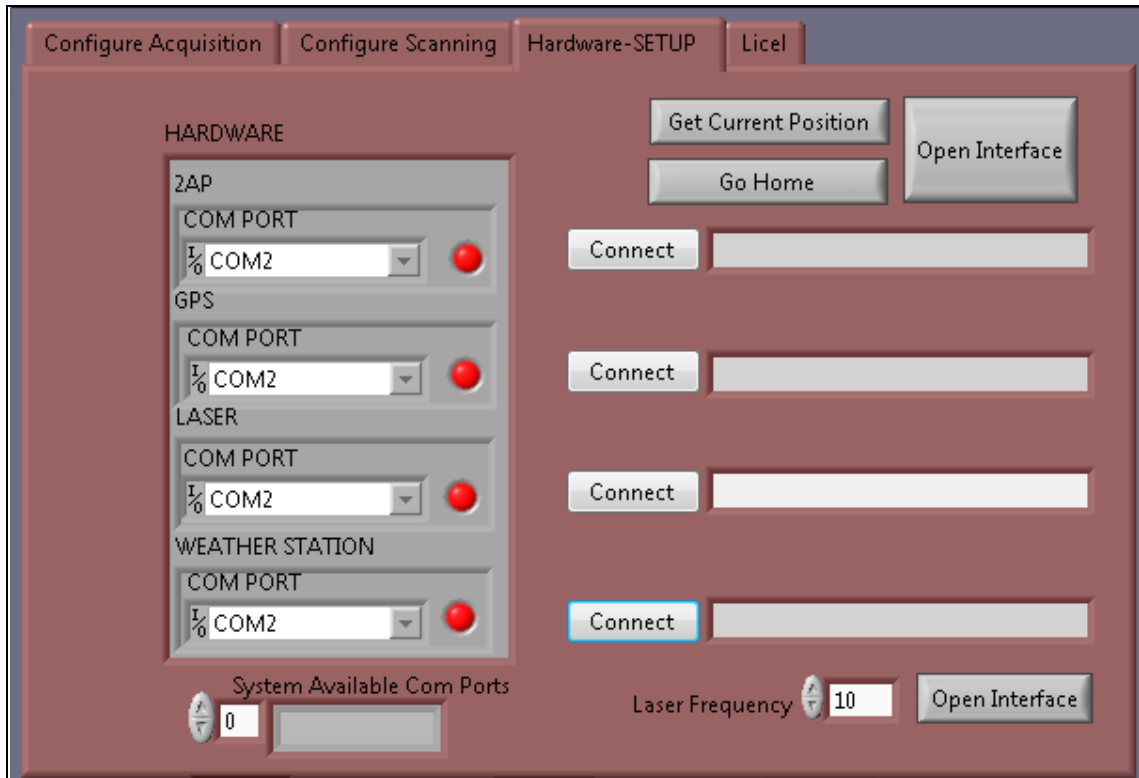 Configure Acquisition
Configure Scanning
Hardware-SETUP
Licel
HARDWARE
Get Current Position
Go Home
Open Interface
2AP
COM PORT
I/O COM2
Connect
GPS
COM PORT
I/O COM2
Connect
LASER
COM PORT
I/O COM2
Connect
WEATHER STATION
COM PORT
I/O COM2
Connect
System Available Com Ports
0
Laser Frequency
10
Open Interface